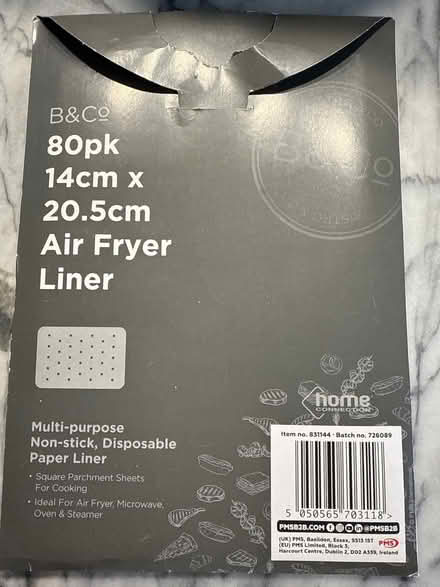 B&Co
80pk
14cm x
20.5cm
Air Fryer
Liner
Multi-purpose
Non-stick, Disposable
Paper Liner
• Square Parchment Sheets
For Cooking
• Ideal For Air Fryer, Microwave,
Oven & Steamer
home
CONNECTION
Item no. 831144 • Batch no. 726089
5 050565 703118 >
PMSB2B.COM @PMSB2B
(UK) PMS, Basildon, Essex, SS13 1ST
(EU) PMS Limited, Block 3,
Harcourt Centre, Dublin 2, D02 A339, Ireland
PMS